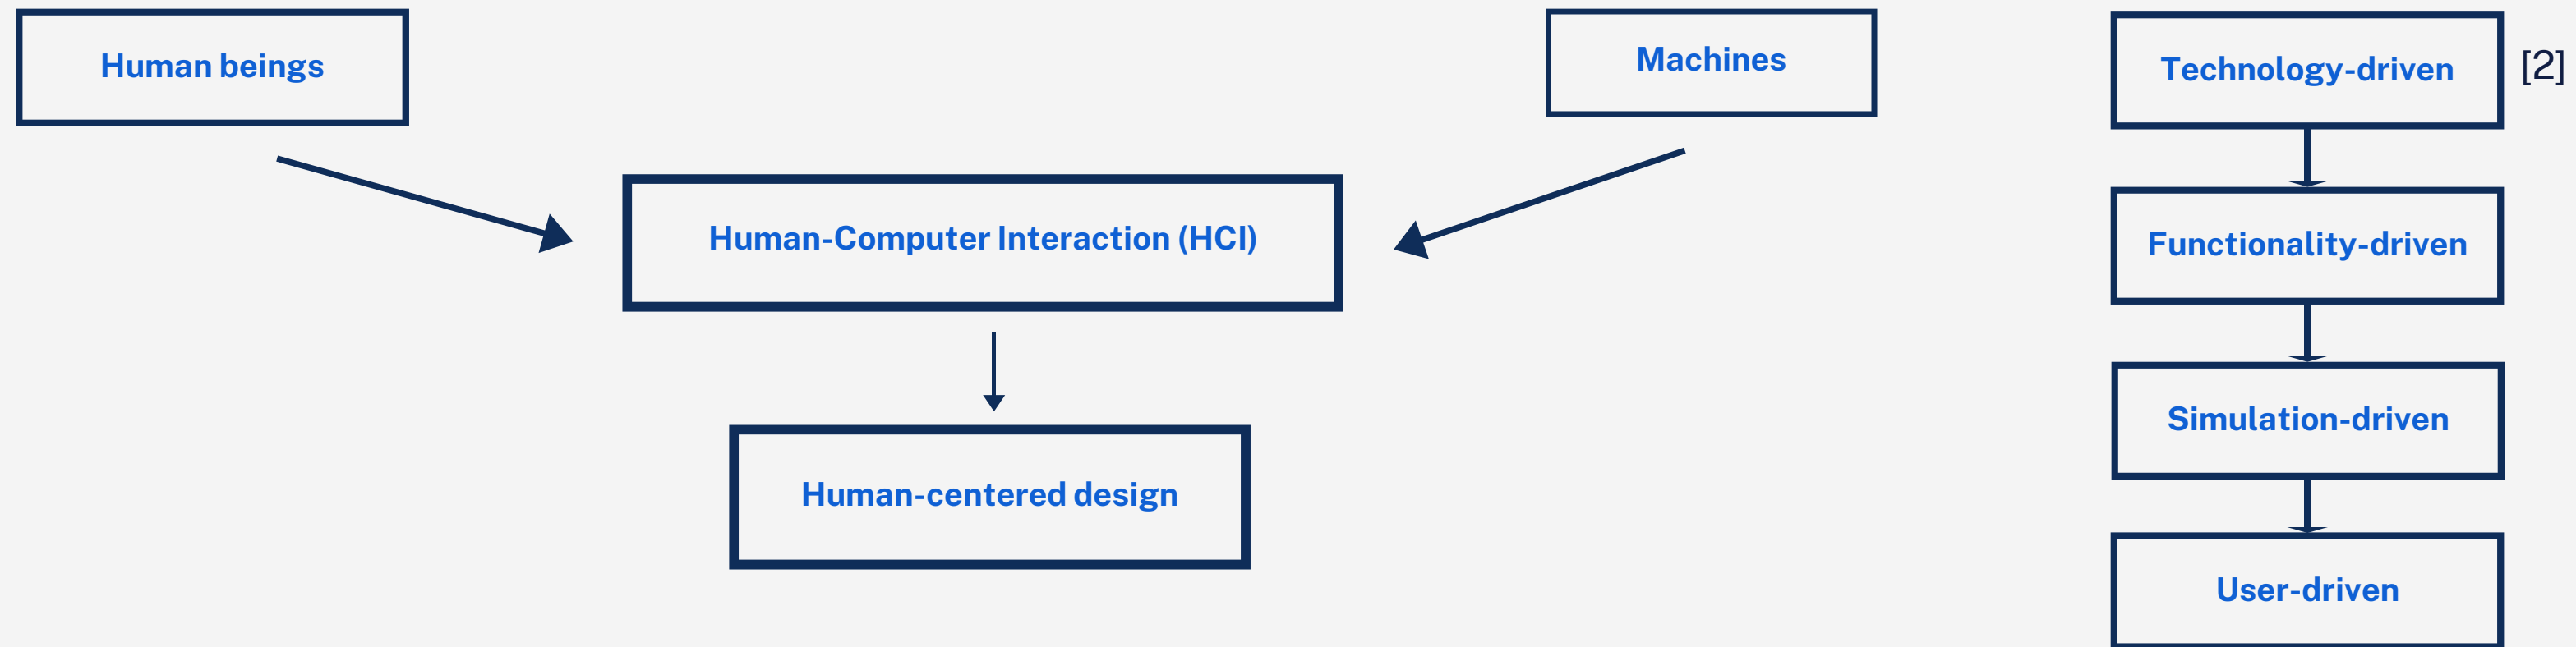 Human beings
Machines
Human-Computer Interaction (HCI)
Human-centered design
Technology-driven
[2]
Functionality-driven
Simulation-driven
User-driven